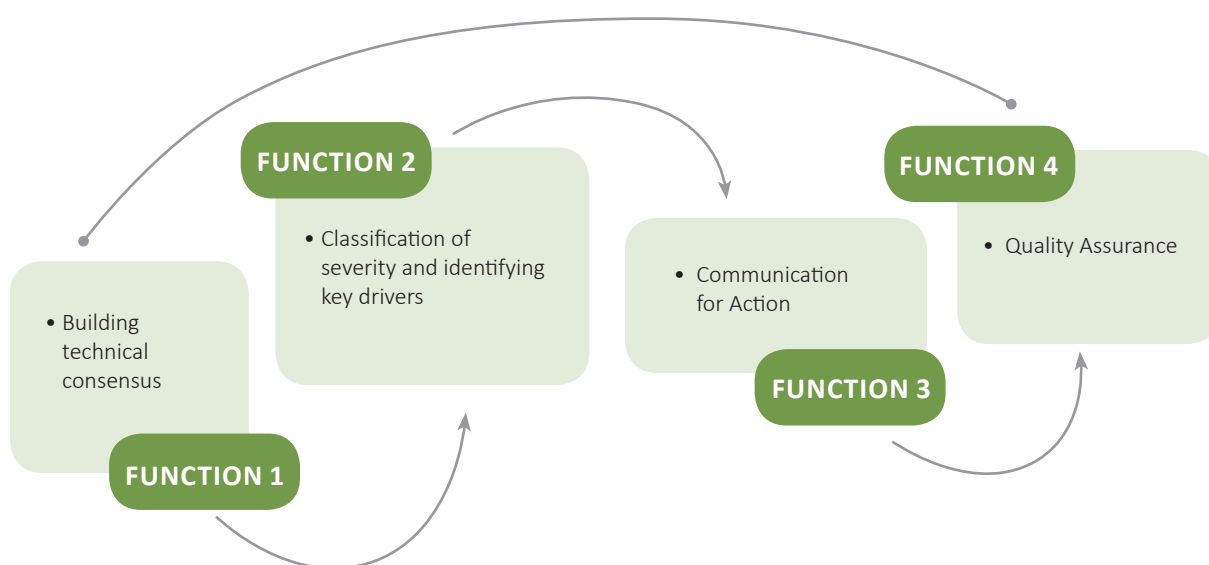 FUNCTION 1
• Building
technical
consensus
FUNCTION 2
• Classification of
severity and identifying
key drivers
FUNCTION 3
• Communication
for Action
FUNCTION 4
• Quality Assurance